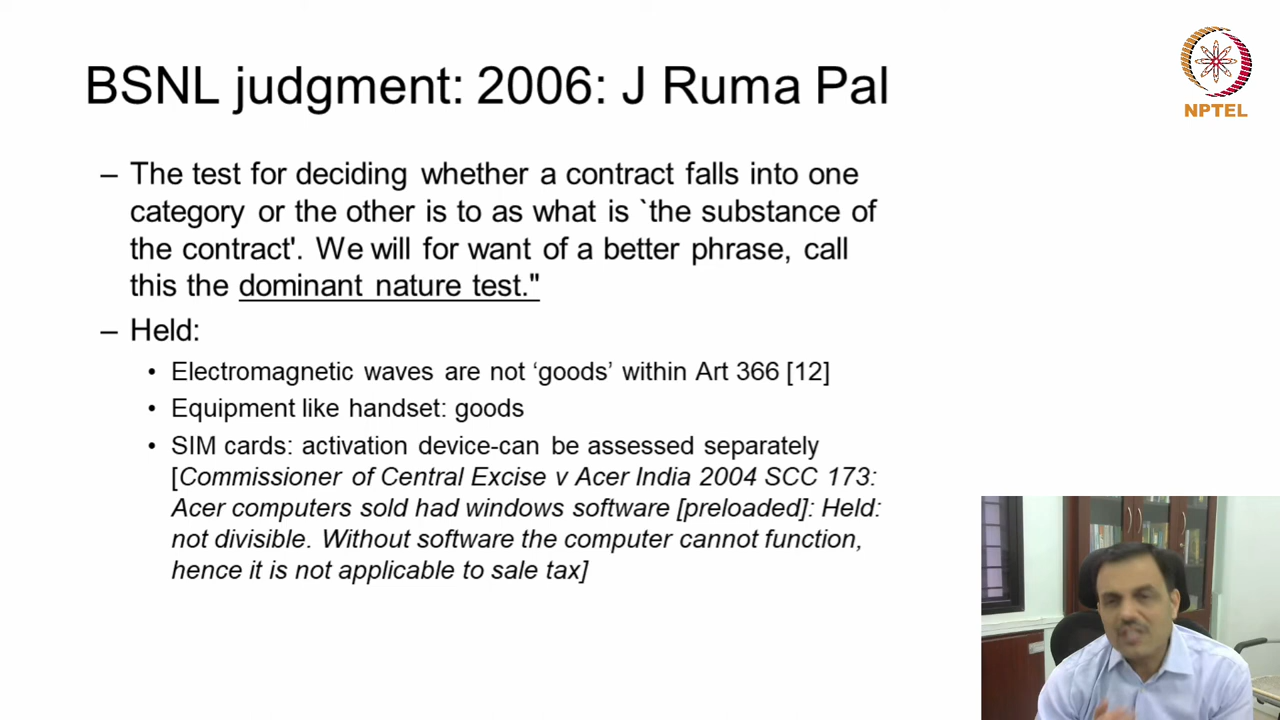 BSNL judgment: 2006: J Ruma Pal
NPTEL
– The test for deciding whether a contract falls into one
category or the other is to as what is `the substance of
the contract'. We will for want of a better phrase, call
this the dominant nature test."
– Held:
• Electromagnetic waves are not ‘goods’ within Art 366 [12]
• Equipment like handset: goods
• SIM cards: activation device-can be assessed separately
[Commissioner of Central Excise v Acer India 2004 SCC 173:
Acer computers sold had windows software [preloaded]: Held:
not divisible. Without software the computer cannot function,
hence it is not applicable to sale tax]